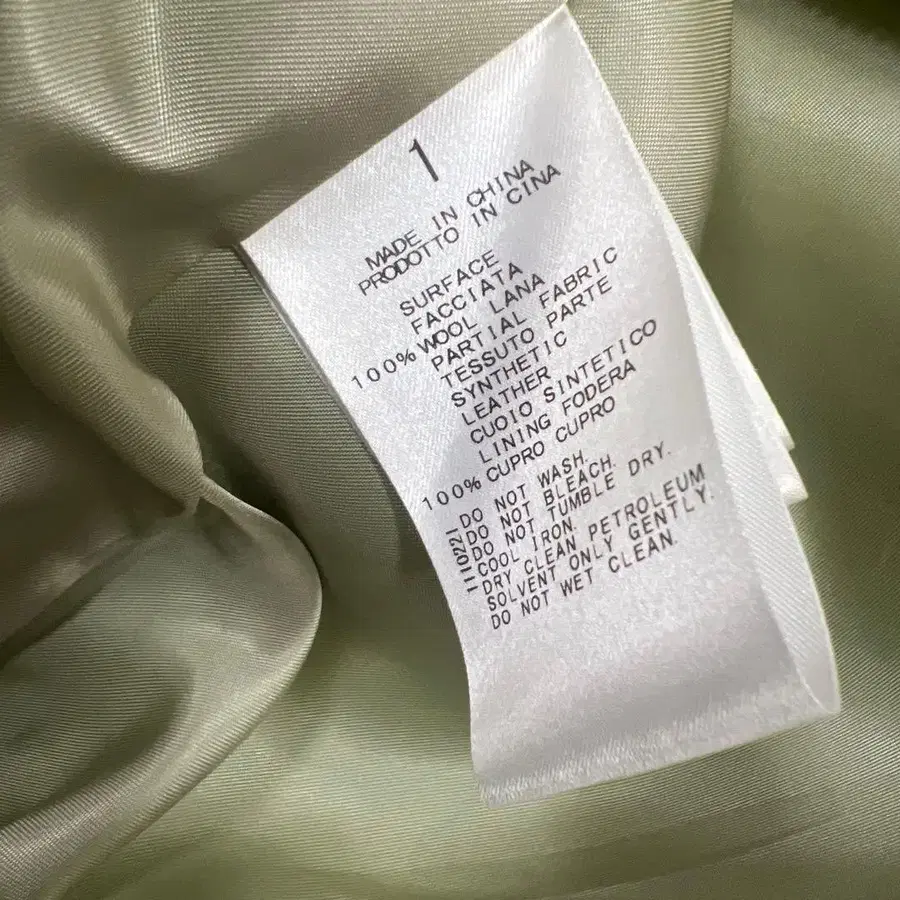 1
MADE IN CHINA
PRODOTTO IN CINA
SURFACE
FACCIATA
100% WOOL LANA
PARTIAL FABRIC
TESSUTO PARTE
SYNTHETIC
LEATHER
CUOIO SINTETICO
LINING FODERA
100% CUPRO CUPRO
DO NOT WASH.
DO NOT BLEACH.
DO NOT TUMBLE DRY.
COOL IRON.
DRY CLEAN PETROLEUM
SOLVENT ONLY GENTLY.
DO NOT WET CLEAN.